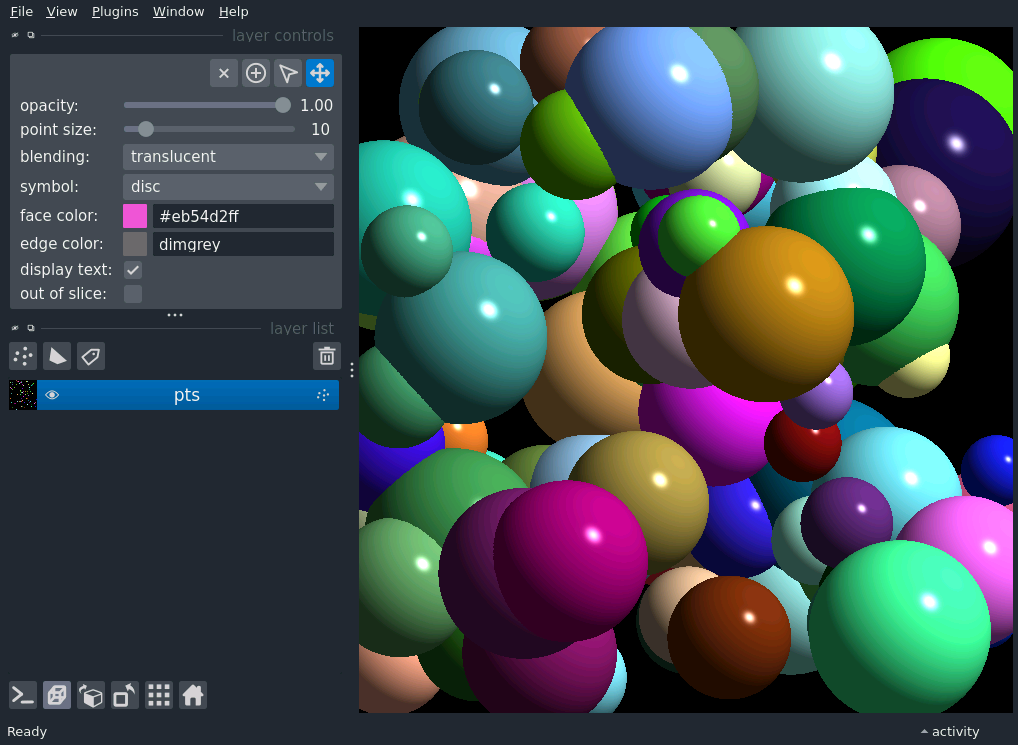 File View Plugins Window Help
layer controls
opacity: 1.00
point size: 10
blending: translucent
symbol: disc
face color: #eb54d2ff
edge color: dimgrey
display text:
out of slice:
layer list
pts
Ready activity